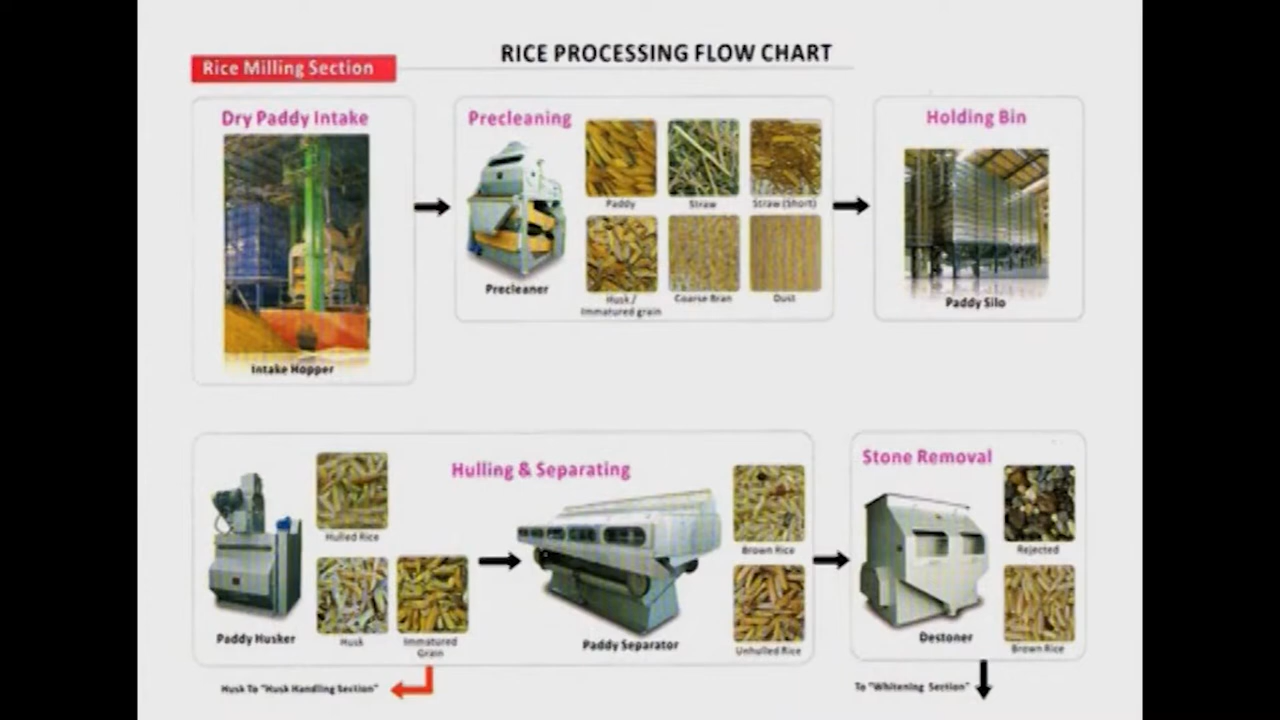 RICE PROCESSING FLOW CHART
Rice Milling Section
Dry Paddy Intake
Intake Hopper
Precleaning
Precleaner
Paddy
Straw
Straw (Short)
Husk /
Immatured grain
Coarse Bran
Dust
Holding Bin
Paddy Silo
Hulling & Separating
Paddy Husker
Hulled Rice
Husk
Immatured
Grain
Paddy Separator
Brown Rice
Unhulled Rice
Stone Removal
Destoner
Rejected
Brown Rice
Husk To "Husk Handling Section"
To "Whitening Section"